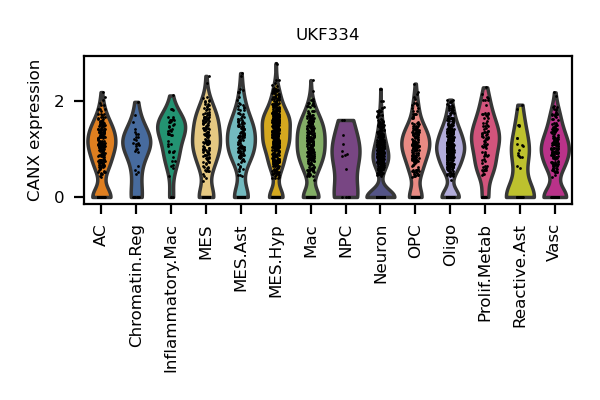 UKF334
CANX expression
2
0
AC
Chromatin.Reg
Inflammatory.Mac
MES
MES.Ast
MES.Hyp
Mac
NPC
Neuron
OPC
Oligo
Prolif.Metab
Reactive.Ast
Vasc